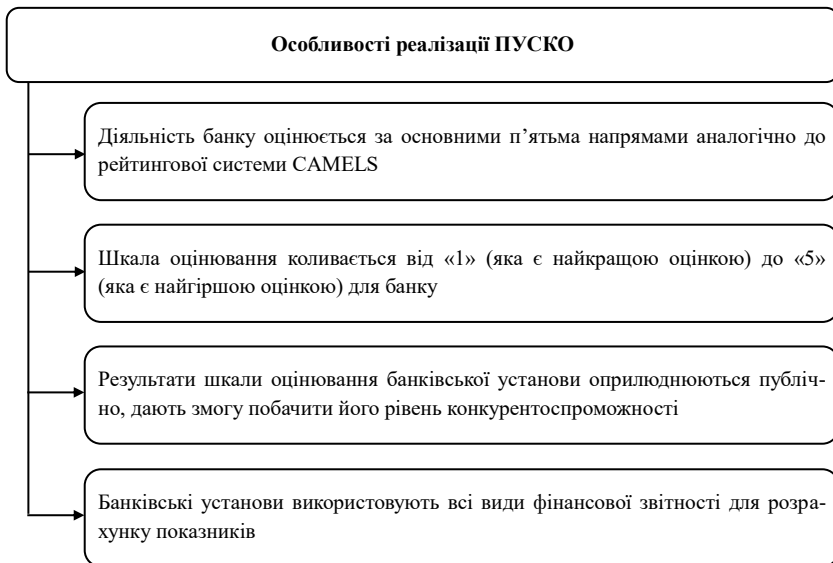 Особливості реалізації ПУСКО
Діяльність банку оцінюється за основними п’ятьма напрямами аналогічно до
рейтингової системи CAMELS
Шкала оцінювання коливається від «1» (яка є найкращою оцінкою) до «5»
(яка є найгіршою оцінкою) для банку
Результати шкали оцінювання банківської установи оприлюднюються публіч-
но, дають змогу побачити його рівень конкурентоспроможності
Банківські установи використовують всі види фінансової звітності для розра-
хунку показників